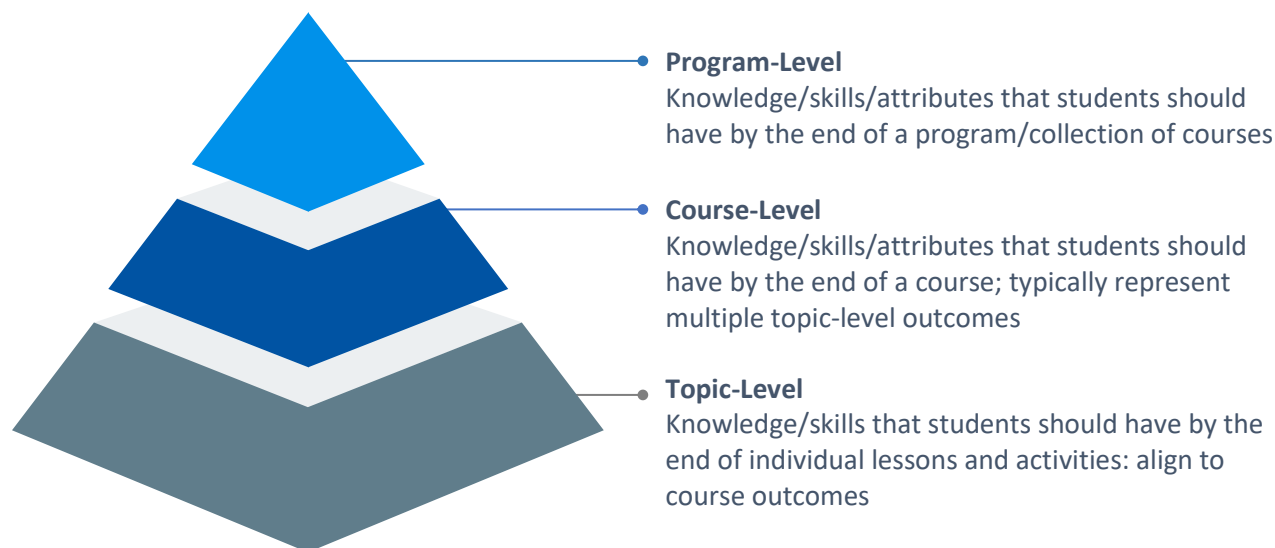 Program-Level
Knowledge/skills/attributes that students should
have by the end of a program/collection of courses
Course-Level
Knowledge/skills/attributes that students should
have by the end of a course; typically represent
multiple topic-level outcomes
Topic-Level
Knowledge/skills that students should have by the
end of individual lessons and activities: align to
course outcomes